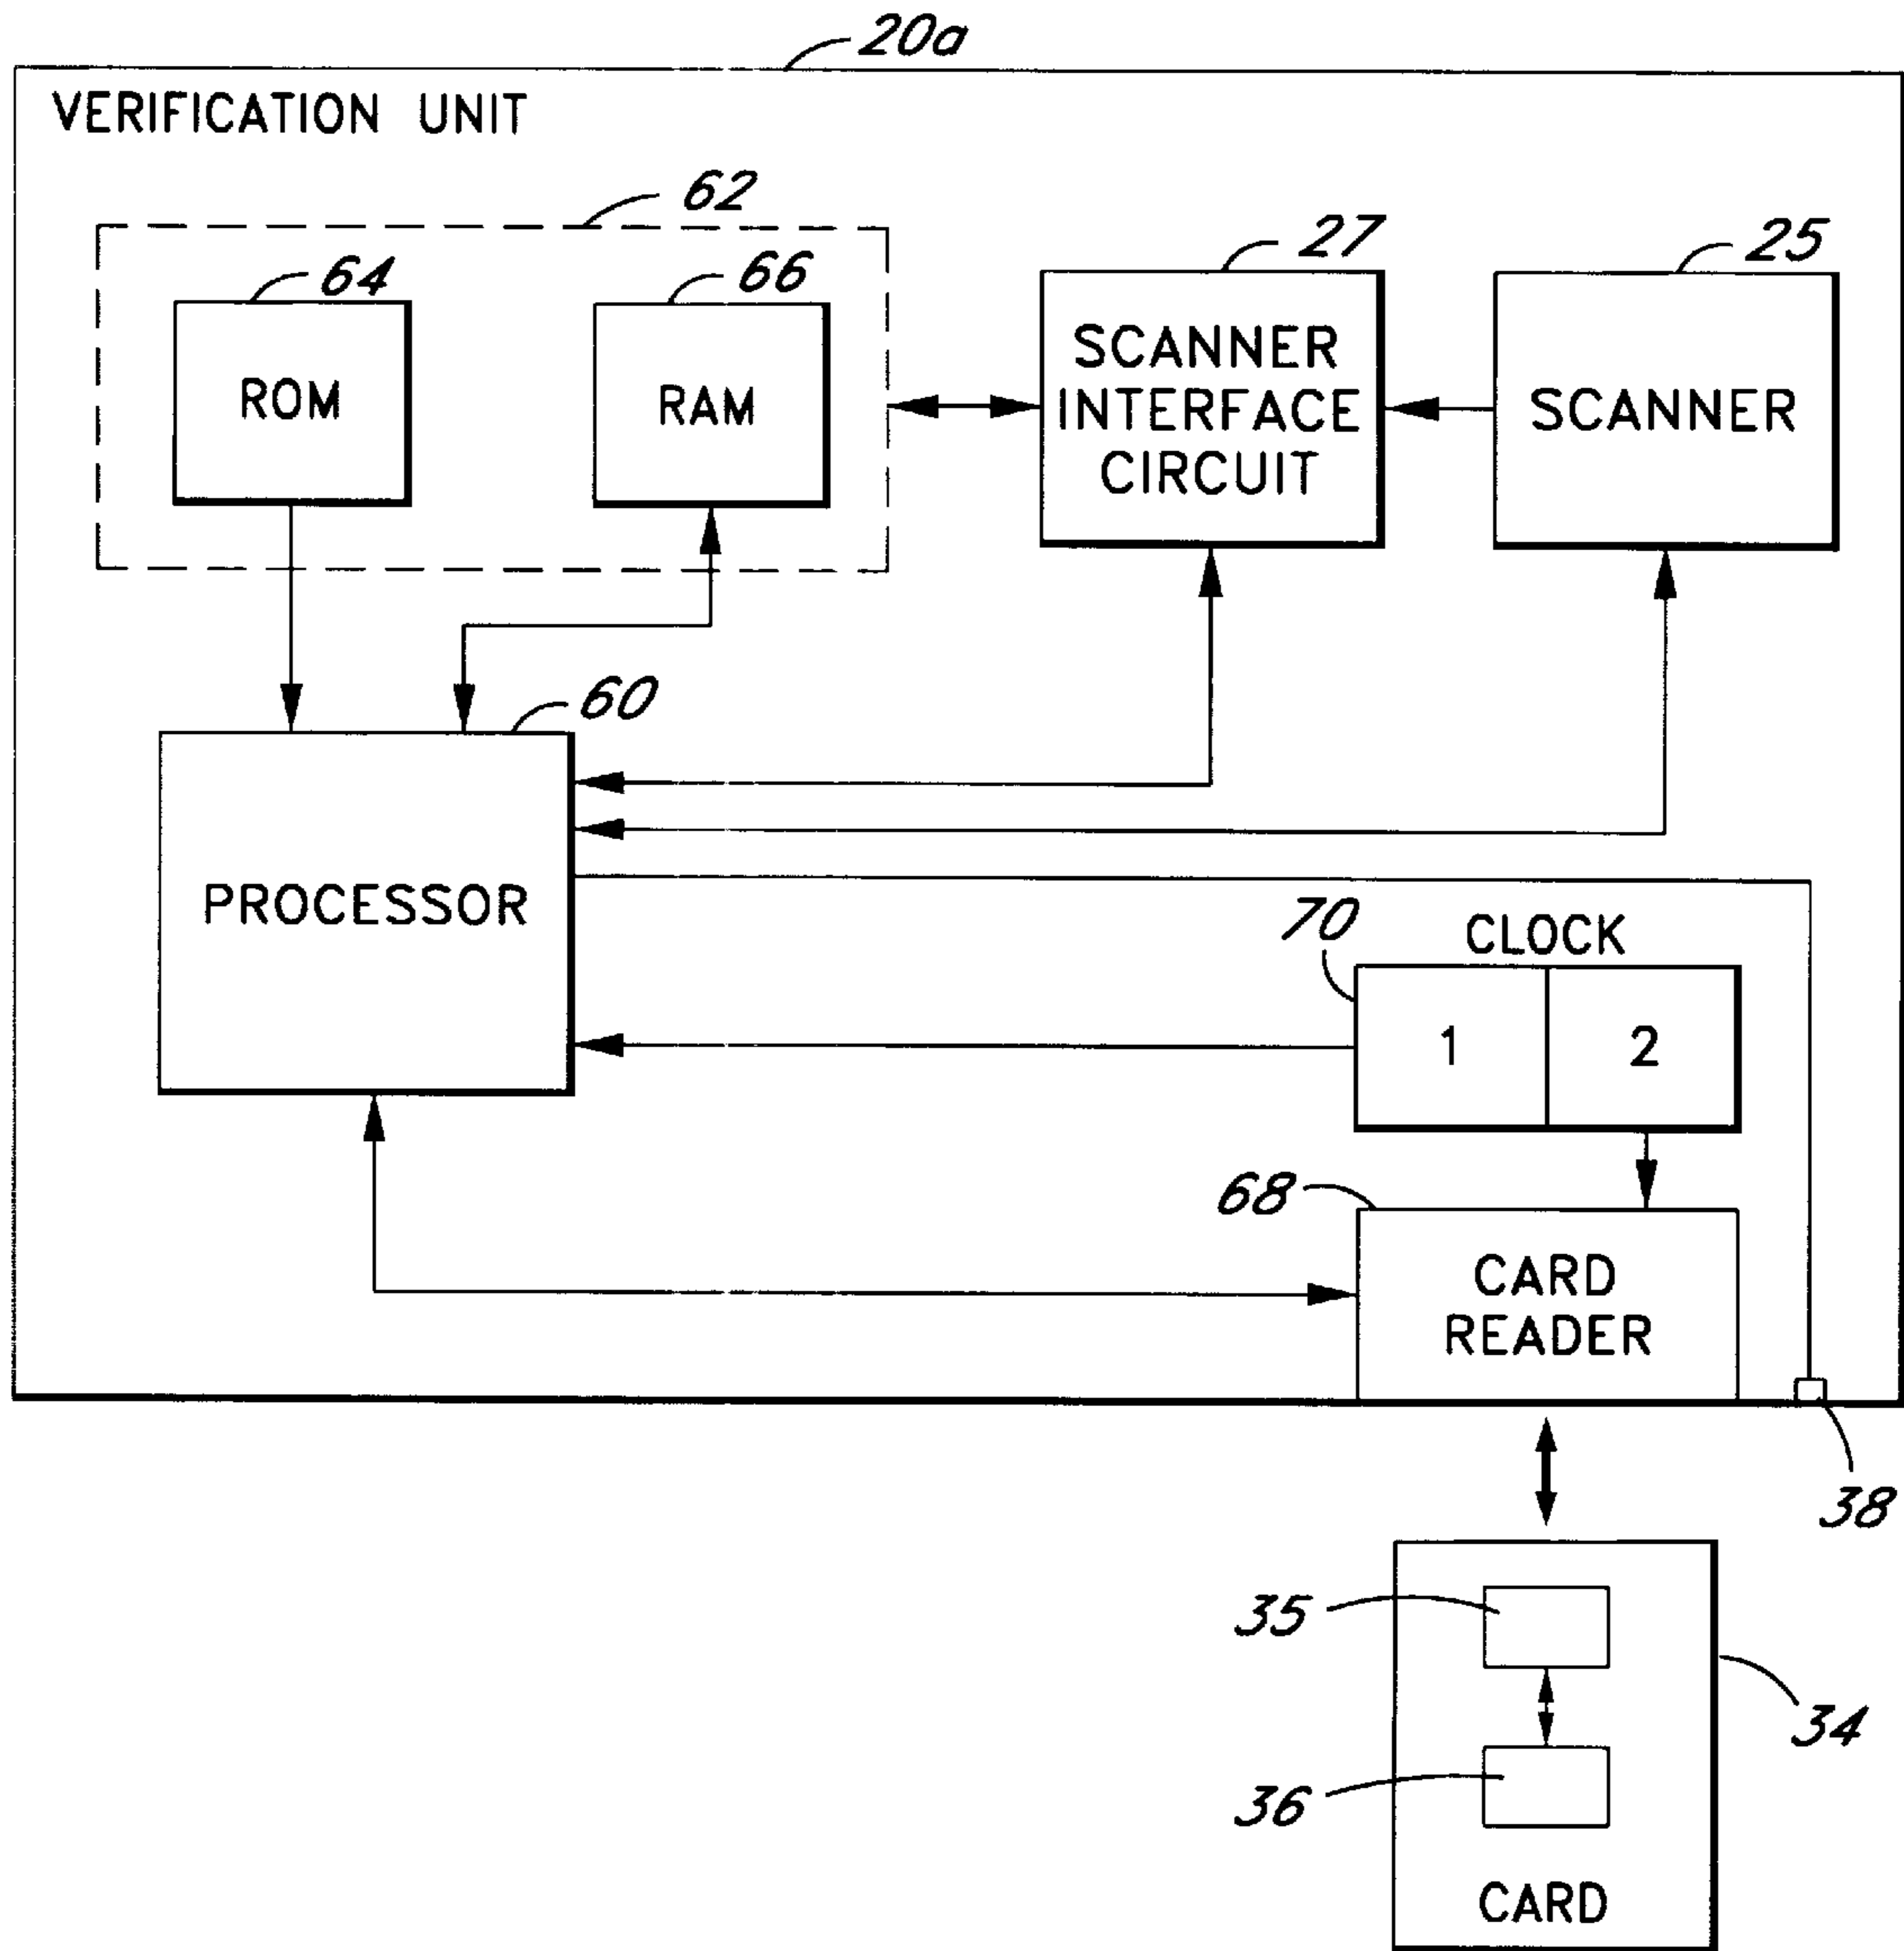 20a
VERIFICATION UNIT
62
27
25
64
66
ROM
RAM
SCANNER
INTERFACE
CIRCUIT
SCANNER
60
PROCESSOR
70
CLOCK
1
2
68
CARD
READER
38
35
34
36
CARD